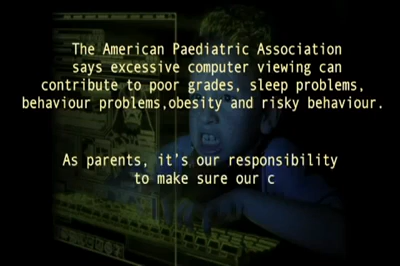 The American Paediatric Association
says excessive computer viewing can
contribute to poor grades, sleep problems,
behaviour problems,obesity and risky behaviour.
As parents, it's our responsibility
to make sure our c